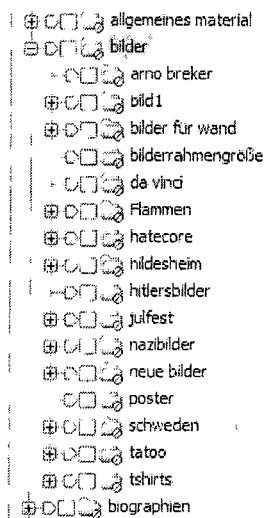 allgemeines material
bilder
arno breker
bild1
bilder für wand
bilderrahmengröße
da vinci
Flammen
hatecore
hildesheim
hitlersbilder
julfest
nazibilder
neue bilder
poster
schweden
tatoo
tshirts
biographien